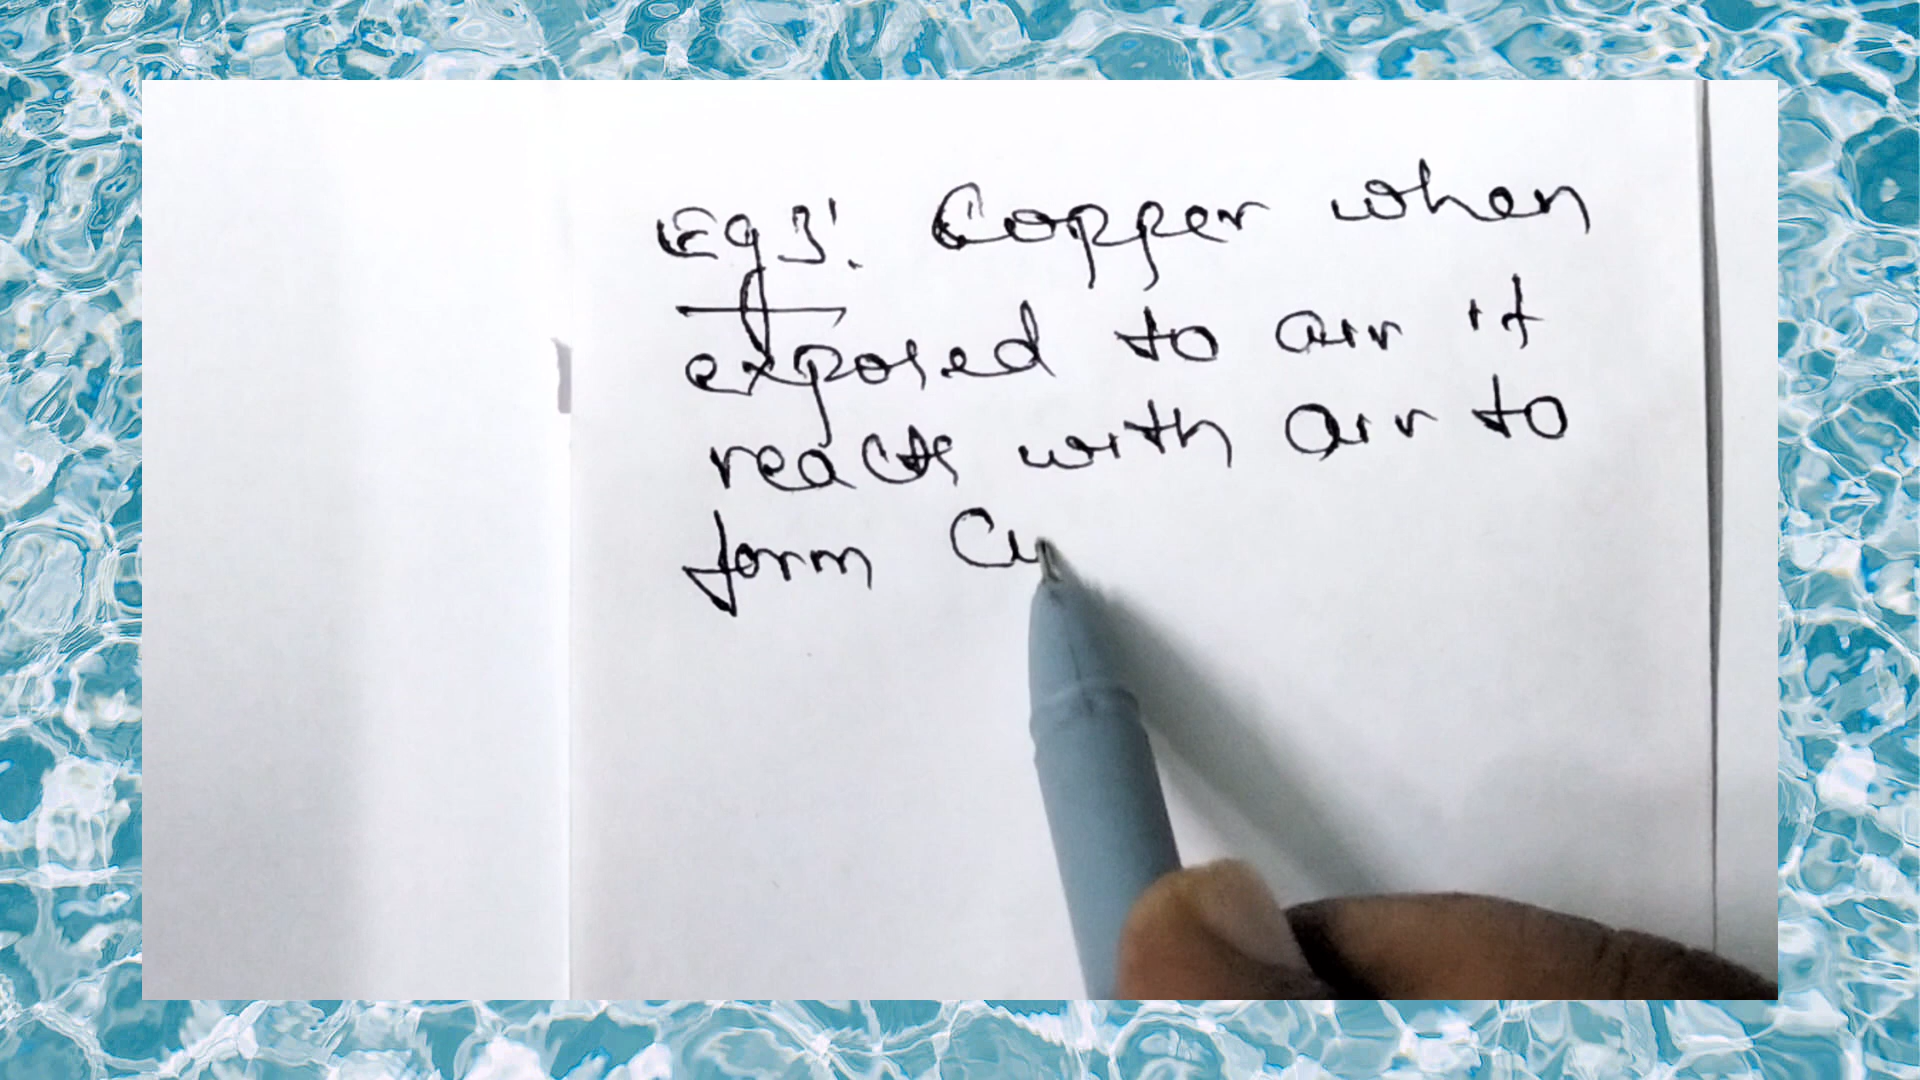 Eg 3:  Copper when
exposed to air it
reacts with air to
form Cu